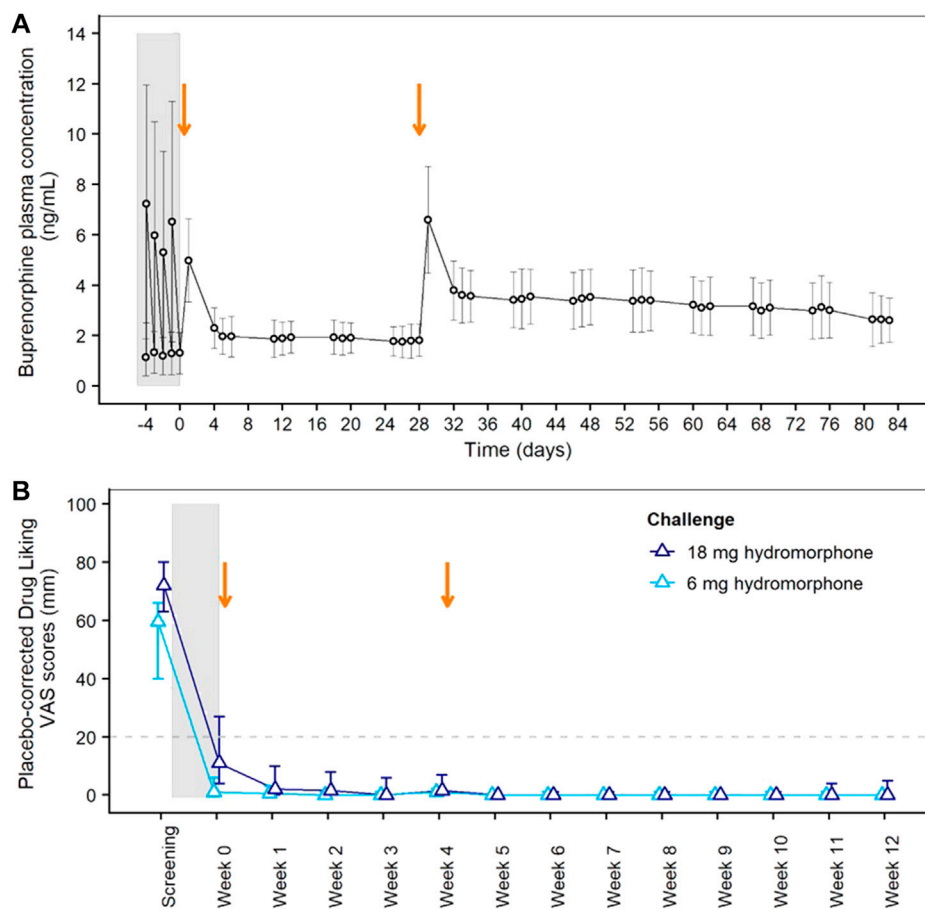 A
Buprenorphine plasma concentration
(ng/mL)
14
12
10
8
6
4
2
0
-4 0 4 8 12 16 20 24 28 32 36 40 44 48 52 56 60 64 68 72 76 80 84
Time (days)
B
Placebo-corrected Drug Liking
VAS scores (mm)
100
80
60
40
20
0
Challenge
18 mg hydromorphone
6 mg hydromorphone
Screening
Week 0
Week 1
Week 2
Week 3
Week 4
Week 5
Week 6
Week 7
Week 8
Week 9
Week 10
Week 11
Week 12